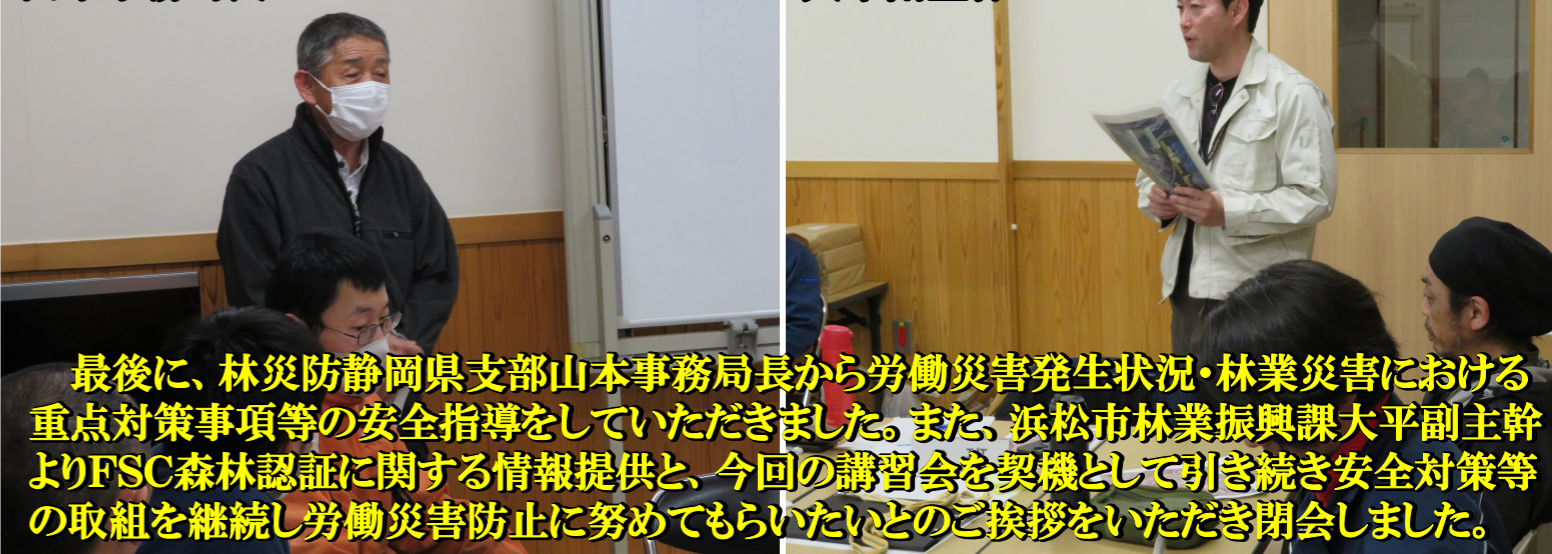 最後に、林災防静岡県支部山本事務局長から労働災害発生状況・林業災害における
重点対策事項等の安全指導をしていただきました。また、浜松市林業振興課大平副主幹
よりFSC森林認証に関する情報提供と、今回の講習会を契機として引き続き安全対策等
の取組を継続し労働災害防止に努めてもらいたいとのご挨拶をいただき閉会しました。